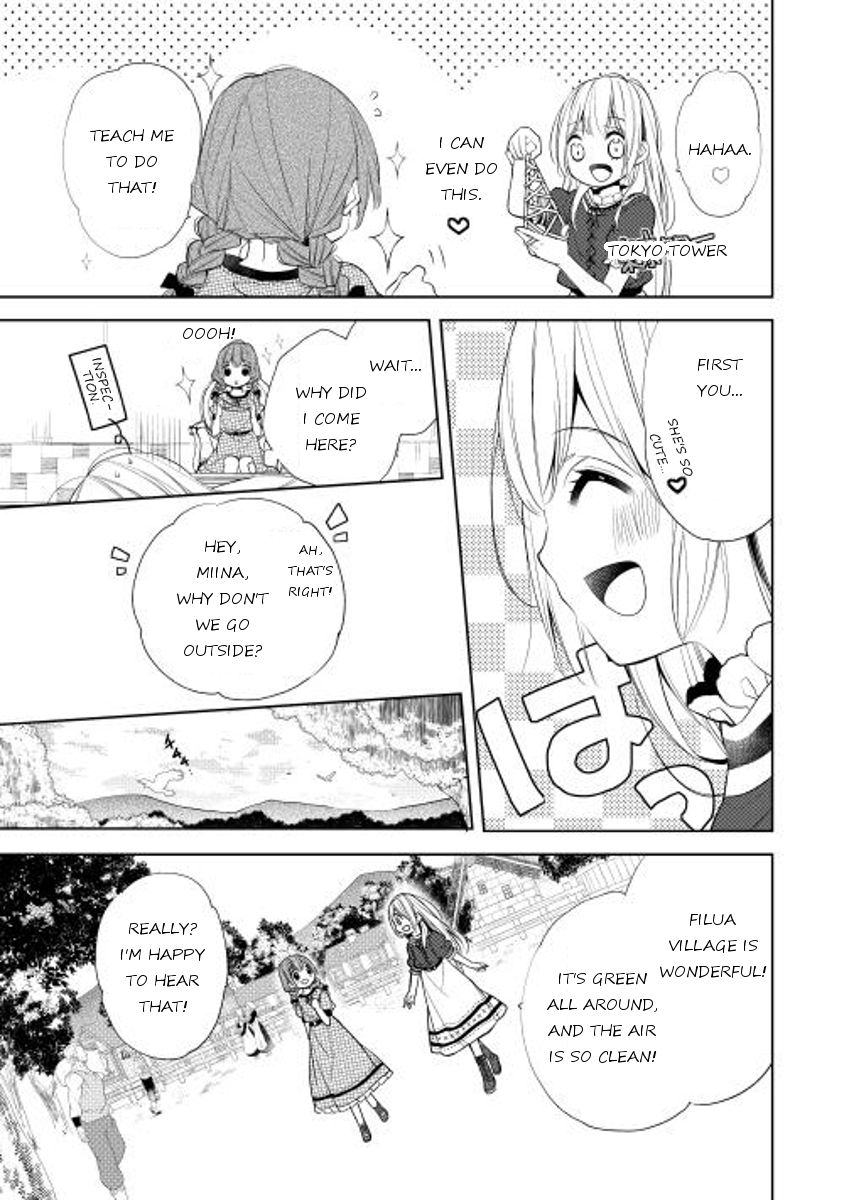 HAHAA.
♡
TOKYO TOWER
I CAN
EVEN DO
THIS.
♥
TEACH ME
TO DO
THAT!
FIRST
YOU...
SHE'S SO
CUTE...
♥
はっ
OOOH!
WAIT...
WHY DID
I COME
HERE?
INSPEC-
TION.
AH,
THAT'S
RIGHT!
HEY,
MIINA,
WHY DON'T
WE GO
OUTSIDE?
FILUA
VILLAGE IS
WONDERFUL!
IT'S GREEN
ALL AROUND,
AND THE AIR
IS SO CLEAN!
REALLY?
I'M HAPPY
TO HEAR
THAT!